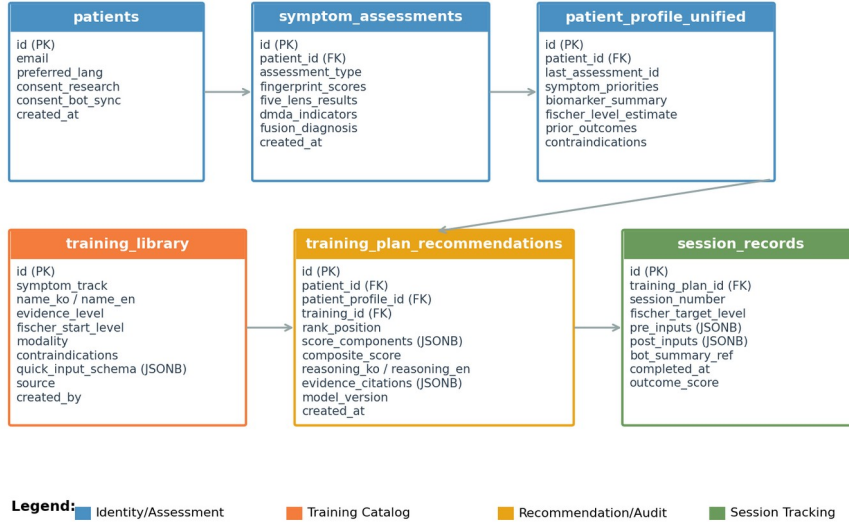 patients
id (PK)
email
preferred_lang
consent_research
consent_bot_sync
created_at
symptom_assessments
id (PK)
patient_id (FK)
assessment_type
fingerprint_scores
five_lens_results
dmda_indicators
fusion_diagnosis
created_at
patient_profile_unified
id (PK)
patient_id (FK)
last_assessment_id
symptom_priorities
biomarker_summary
fischer_level_estimate
prior_outcomes
contraindications
training_library
id (PK)
symptom_track
name_ko / name_en
evidence_level
fischer_start_level
modality
contraindications
quick_input_schema (JSONB)
source
created_by
training_plan_recommendations
id (PK)
patient_id (FK)
patient_profile_id (FK)
training_id (FK)
rank_position
score_components (JSONB)
composite_score
reasoning_ko / reasoning_en
evidence_citations (JSONB)
model_version
created_at
session_records
id (PK)
training_plan_id (FK)
session_number
fischer_target_level
pre_inputs (JSONB)
post_inputs (JSONB)
bot_summary_ref
completed_at
outcome_score
Legend:
Identity/Assessment
Training Catalog
Recommendation/Audit
Session Tracking